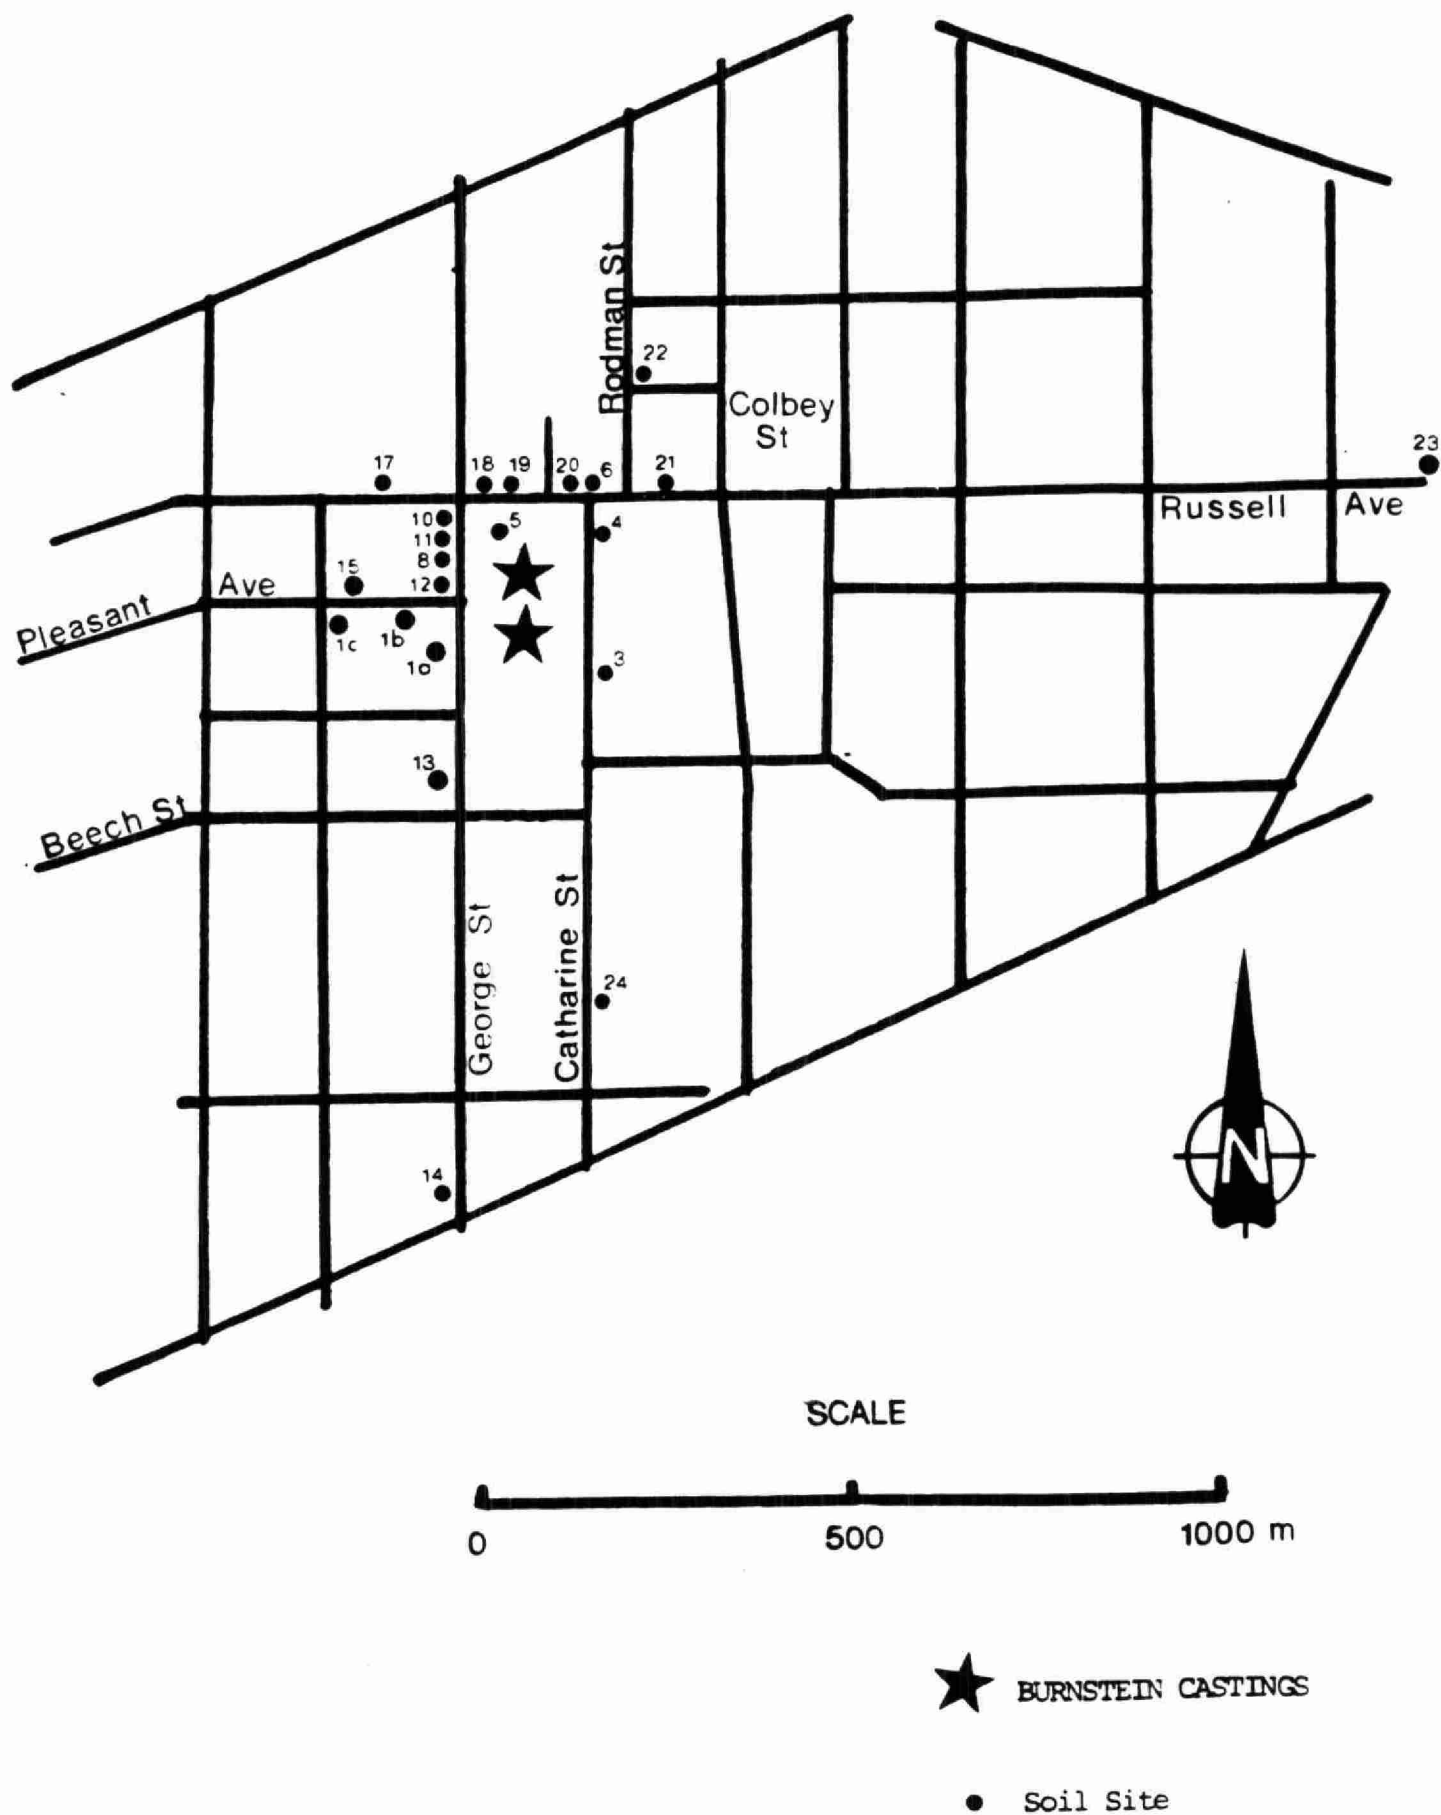 Rodman St
22
Colbey
St
23
17
18
19
20
6
21
Russell Ave
10
5
4
11
8
15
12
Pleasant Ave
1c
1b
1a
3
13
Beech St
George St
Catharine St
24
14
N
SCALE
0 500 1000 m
BURNSTEIN CASTINGS
Soil Site